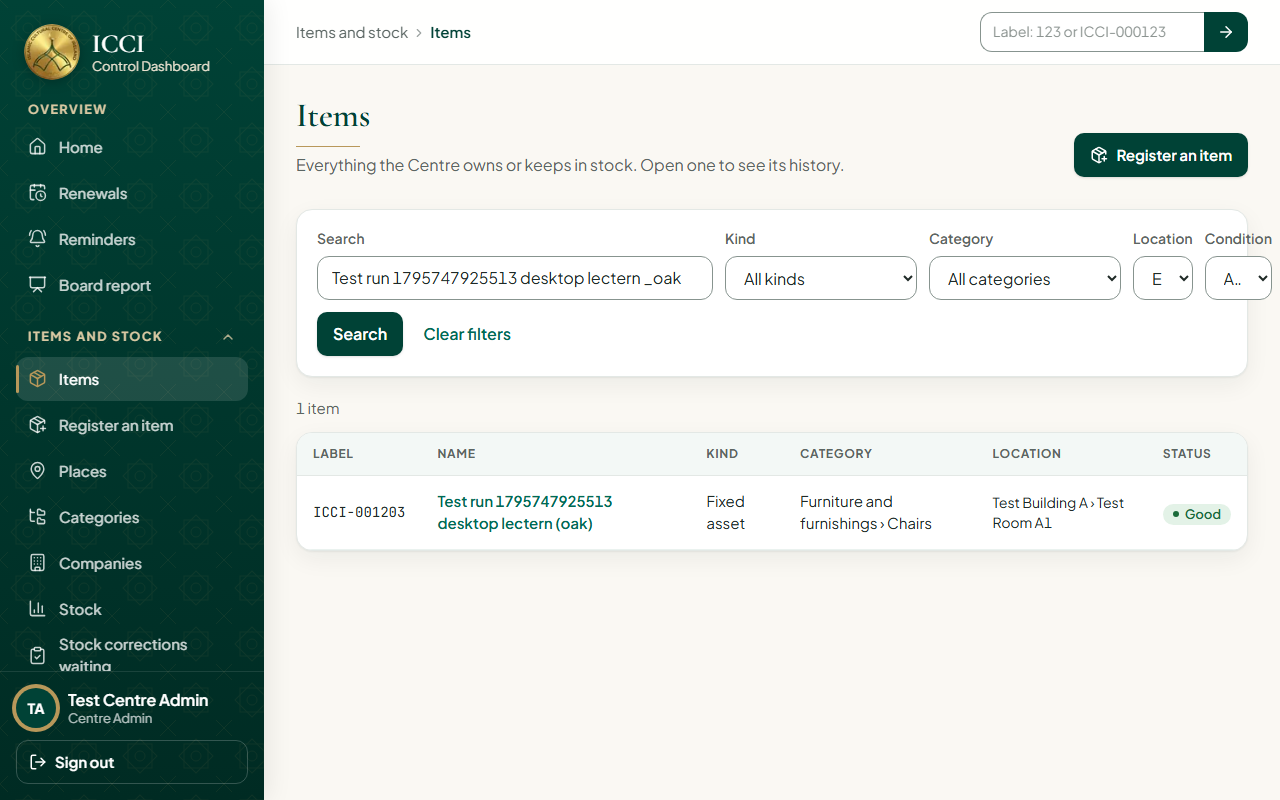 ICCI
Control Dashboard
OVERVIEW
Home
Renewals
Reminders
Board report
ITEMS AND STOCK
Items
Register an item
Places
Categories
Companies
Stock
Stock corrections
waiting
TA
Test Centre Admin
Centre Admin
Sign out
Items and stock › Items
Label: 123 or ICCI-000123
Items
Everything the Centre owns or keeps in stock. Open one to see its history.
Register an item
Search Kind Category Location Condition
Test run 1795747925513 desktop lectern _oak All kinds All categories E A..
Search Clear filters
1 item
LABEL NAME KIND CATEGORY LOCATION STATUS
ICCI-001203
Test run 1795747925513
desktop lectern (oak)
Fixed
asset
Furniture and
furnishings › Chairs
Test Building A › Test
Room A1
Good